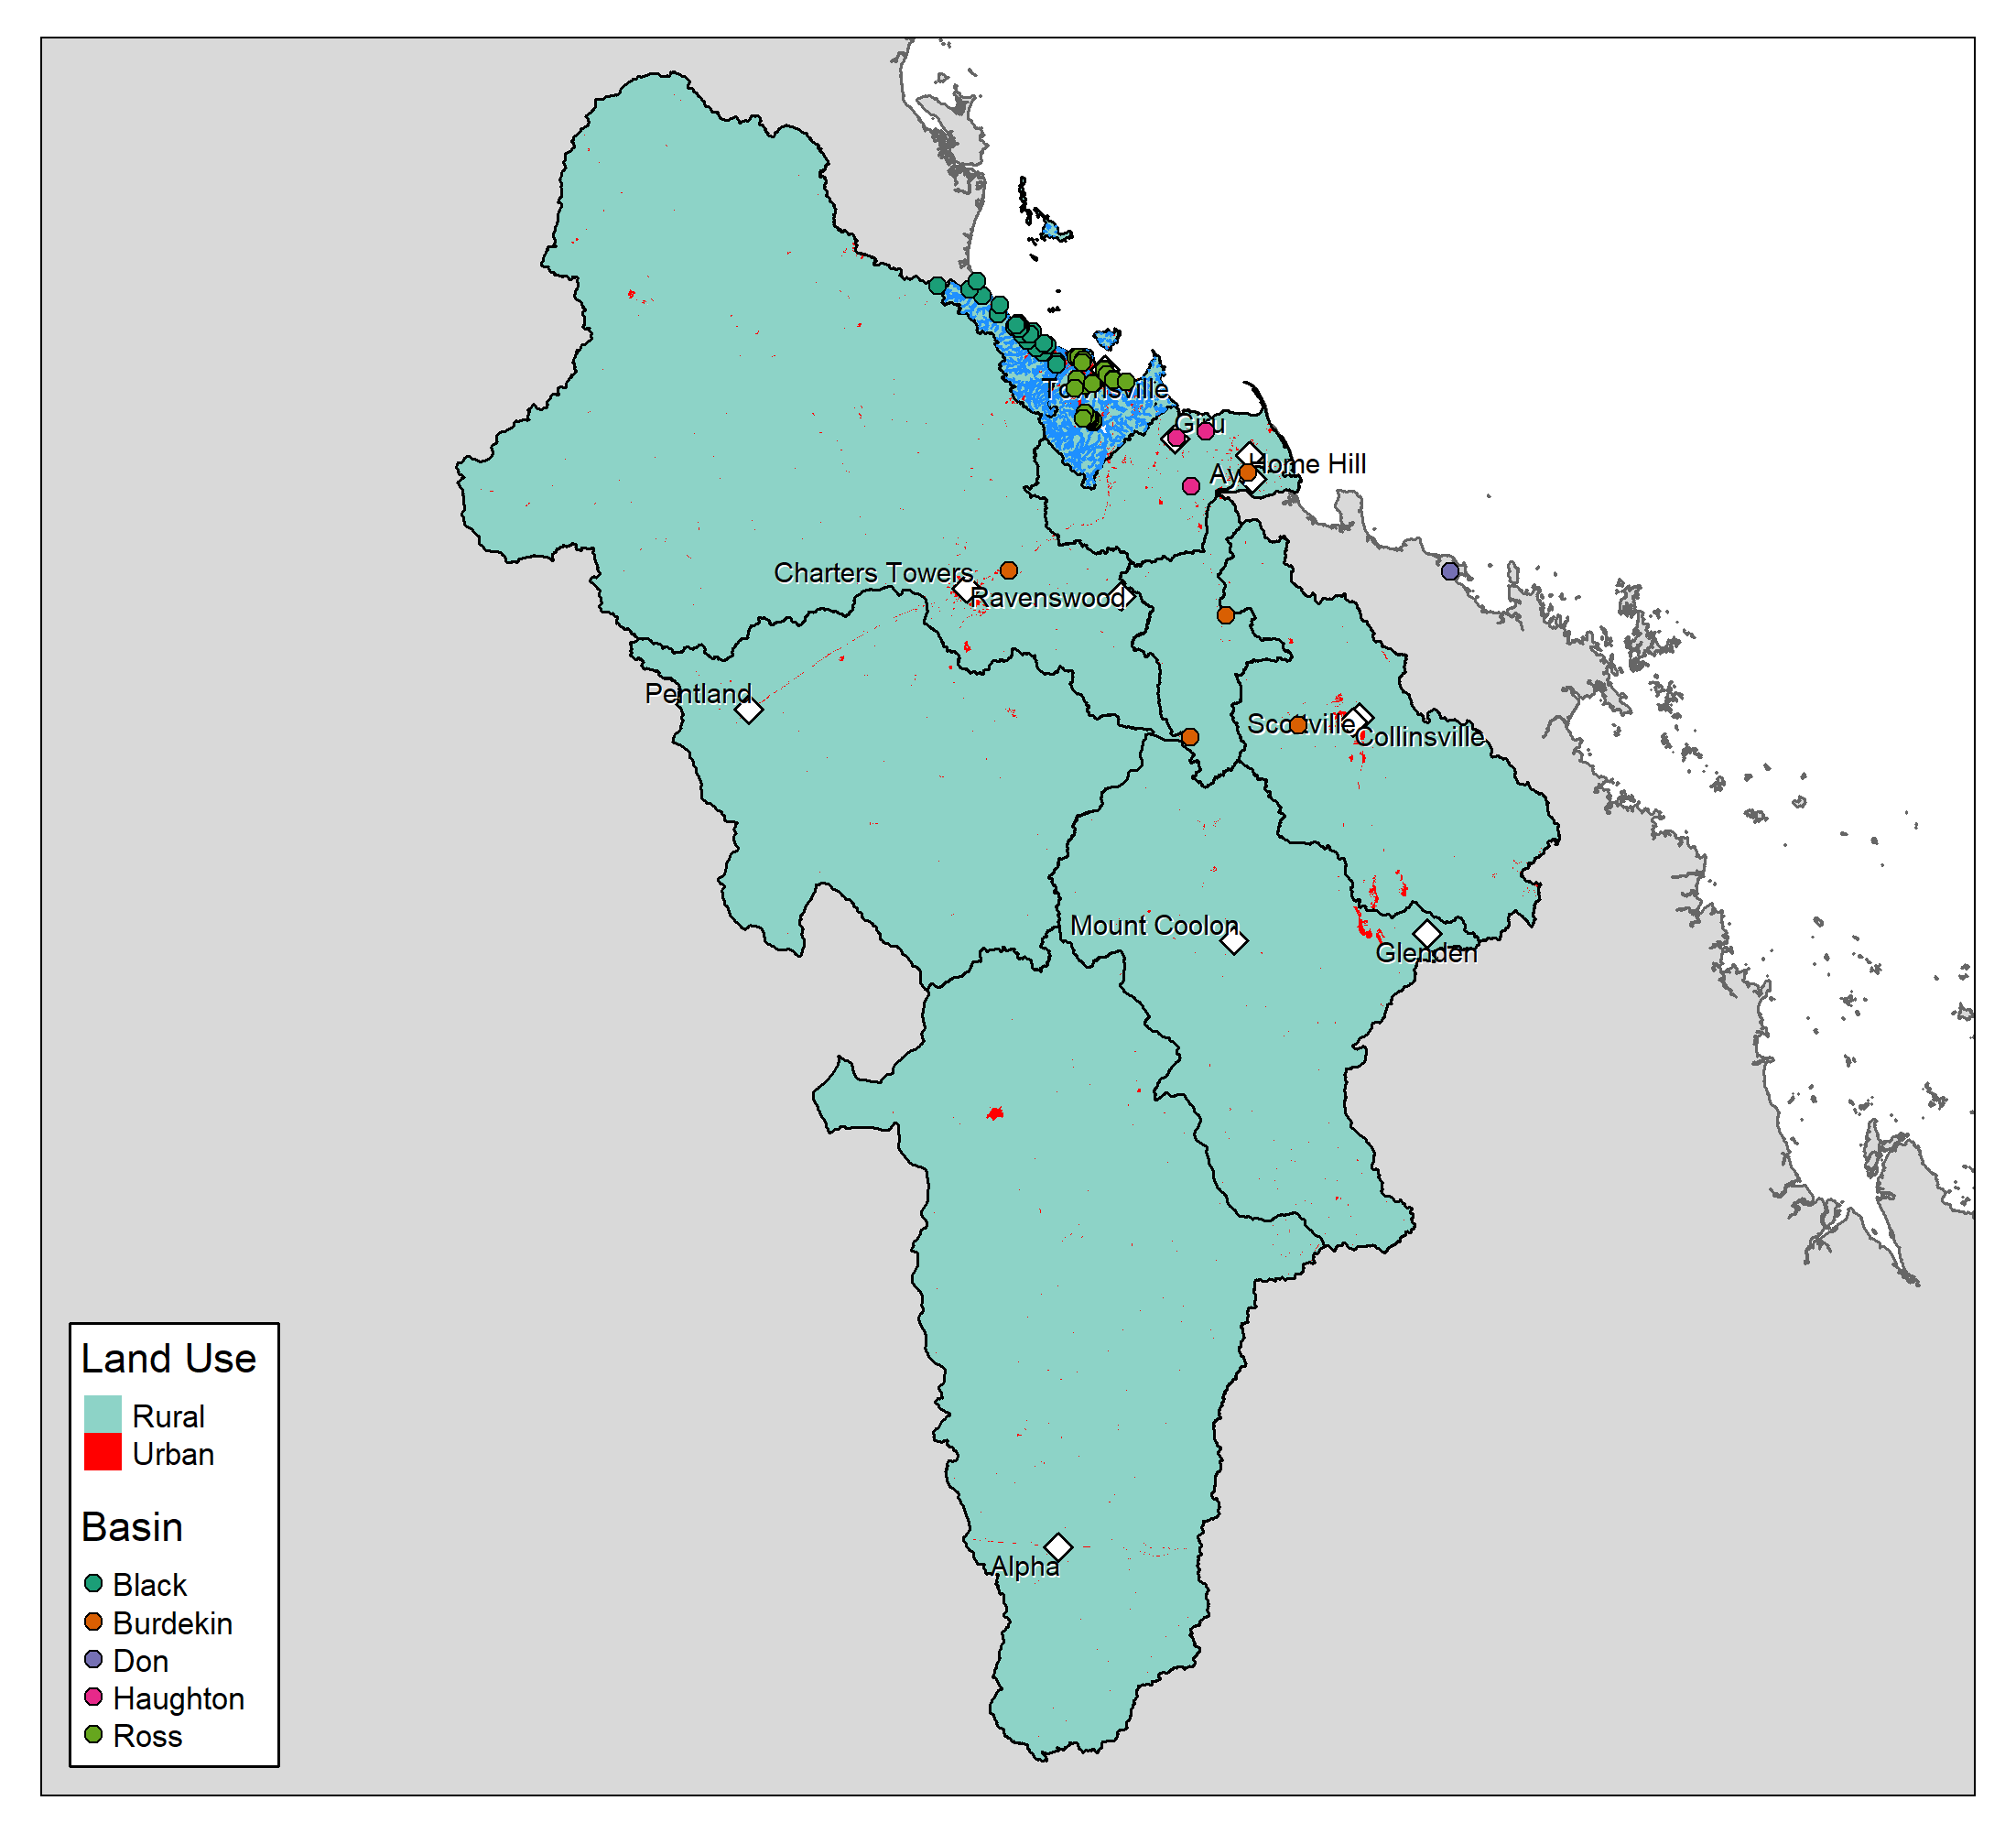 Townsville
Giru
Home Hill
Ay
Charters Towers
Ravenswood
Pentland
Scottville
Collinsville
Mount Coolon
Glenden
Alpha
Land Use
Rural
Urban
Basin
Black
Burdekin
Don
Haughton
Ross